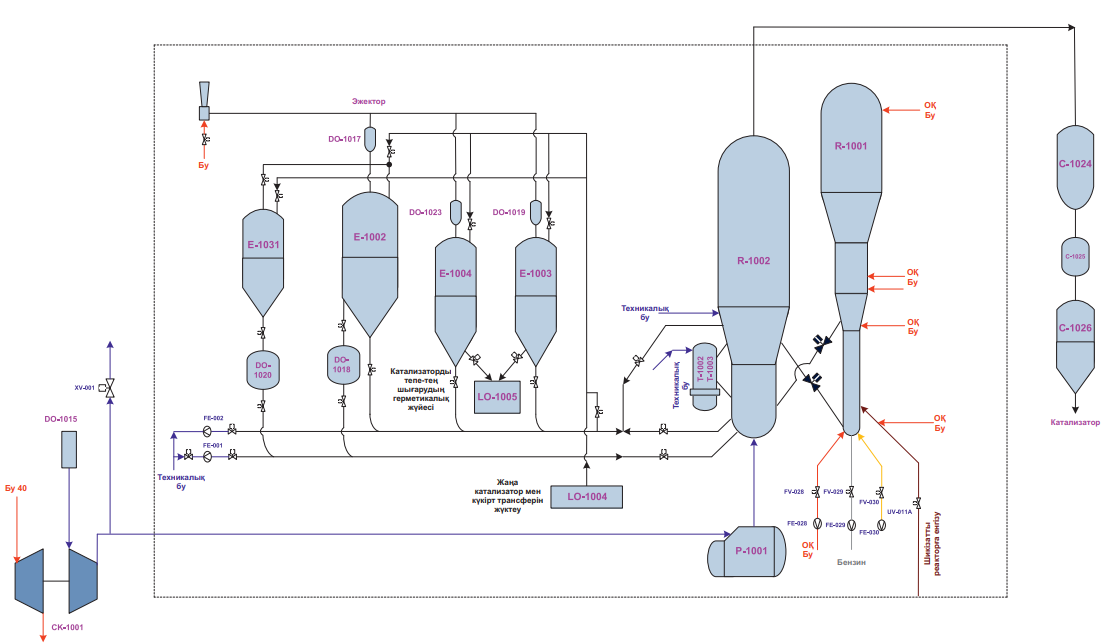 Эжектор
DO-1017
Бу
ОҚ
Бу
R-1001
C-1024
DO-1023
DO-1019
E-1031
E-1002
E-1004
E-1003
R-1002
C-1025
ОҚ
Бу
Техникалық
бу
ОҚ
Бу
C-1026
DO-
1020
DO-
1018
Катализаторды
тепе-тең
шығарудың
герметикалық
жүйесі
LO-1005
Техникалық
бу
T-1002
T-1003
XV-001
DO-1015
FE-002
FE-001
Техникалық
бу
ОҚ
Бу
Катализатор
Бу 40
Жаңа
катализатор мен
күкірт трансферін
жүктеу
LO-1004
FV-028
FV-029
FV-030
UV-011A
FE-028
FE-029
FE-030
ОҚ
Бу
Бензин
Шикізатты
реакторға енгізу
P-1001
CK-1001